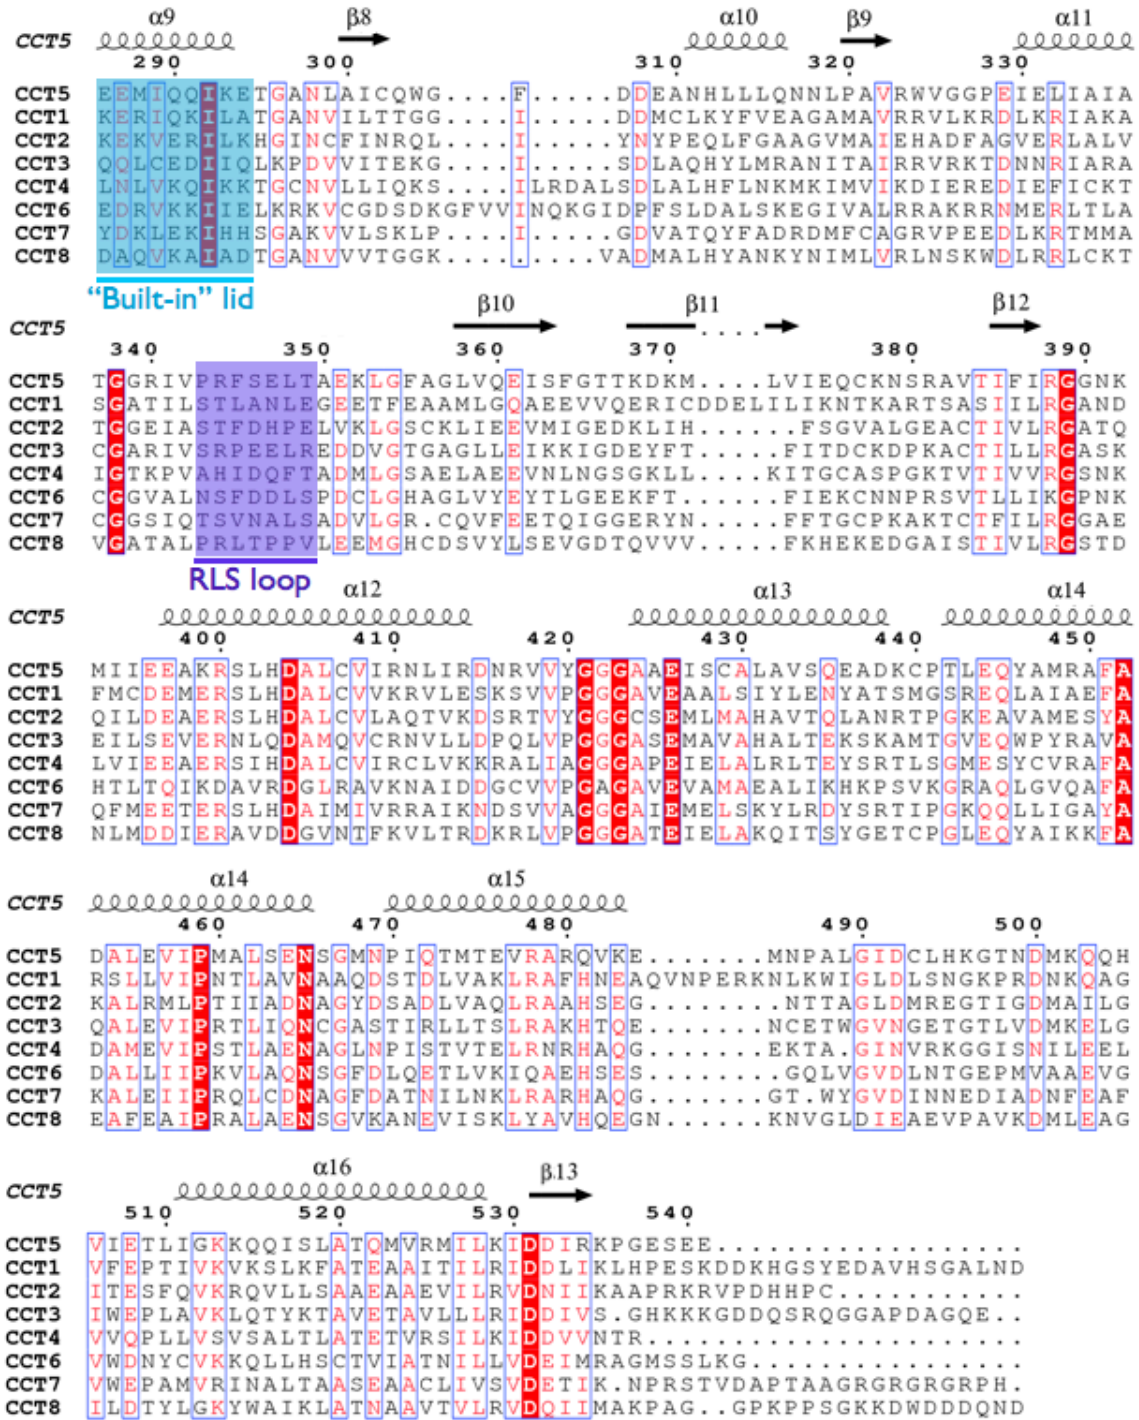 α9 β8 α10 β9 α11
CCT5
290 300 310 320 330
CCT5 EEMIQQIKETGANLAICQWG....F.....DDEANHLLLQNNLPAVRWVGGPEIELIAIA
CCT1 KERIQKILATGANVILTTGG....I.....DDMCLKYFVEAGAMAVRRVLKRDLKRIAKA
CCT2 KEKVERILKHGINCFINRQL....I.....YNYPEQLFGAAGVMAIEHADFAGVERLALV
CCT3 QQLCEDIIQLKPDVVITEKG....I.....SDLAQHYLMRANITAIRRVRKTDNNRIARA
CCT4 LNLVKQIKKTGCNVLLIQKS....ILRDALSDLALHFLNKMKIMVIKDIEREDIEFICKT
CCT6 EDRVKKIIELKRKVCGDSDKGFVVINQKGIDPFSLDALSKEGIVALRRAKRRNMERLTLA
CCT7 YDKLEKIHHSGAKVVLSKLP....I.....GDVATQYFADRDMFCAGRVPEEDLKRTMMA
CCT8 DAQVKAIADTGANVVVTGGK..........VADMALHYANKYNIMLVRLNSKWDLRRLCKT
"Built-in" lid
β10 β11 β12
CCT5
340 350 360 370 380 390
CCT5 TGGRIVPRFSELTAEKLGFAGLVQEISFGTTKDKM....LVIEQCKNSRAVTIFIRGGNK
CCT1 SGATILSTLANLEGEETFEAAMLGQAEEVVQERICDDELILIKNTKARTSASIILRGAND
CCT2 TGGEIASTFDHPELVKLGSCKLIEEVMIGEDKLIH......FSGVALGEACTIVLRGATQ
CCT3 CGARIVSRPEELREDDVGTGAGLLEIKKIGDEYFT.....FITDCKDPKACTILLRGASK
CCT4 IGTKPVAHIDQFTADMLGSAELAEEVNLNGSGKLL....KITGCASPGKTVTIVVRGSNK
CCT6 CGGVALNSFDDLSPDCLGHAGLVYEYTLGEEKFT.....FIEKCNNPRSVTLLIKGPNK
CCT7 CGGSIQTSVNALSADVLGR.CQVFEETQIGGERYN.....FFTGCPKAKTCTFILRGGAE
CCT8 VGATALPRLTPPVLEEMGHCDSVYLSEVGDTQVVV.....FKHEKEDGAISTIVLRGSTD
RLS loop
α12 α13 α14
CCT5
400 410 420 430 440 450
CCT5 MIIEEAKRSLHDALCVIRNLIRDNRVVYGGGAAEISCALAVSQEADKCPTLEQYAMRAFA
CCT1 FMCDEMERSLHDALCVVKRVLESKSVVPGGGAVEAALSIYLENYATSMGSREQLAIAEFA
CCT2 QILDEAERSLHDALCVLAQTVKDSRTVYGGGCSEMLMAHAVTQLANRTPGKEAVAMESYA
CCT3 EILSEVERNLQDAMQVCRNVLLDPQLVPGGGASEMAVAHALTEKSKAMTGVEQWPYRAVA
CCT4 LVIEEAERSIHDALCVIRCLVKKRALIAGGGAPEIELALRLTEYSRTLSGMESYCVRAFA
CCT6 HTLTQIKDAVRDGLRAVKNAIDDGCVVPGAGAVEVAMAEALIKHKPSVKGRAQLGVQAFA
CCT7 QFMEETERSLHDAIMIVRRAIKNDSVVAGGGAIEMELSKYLRDYSRTIPGKQQLLIGAYA
CCT8 NLMDDIERAVDDGVNTFKVLTRDKRLVPGGGATEIELAKQITSYGETCPGLEQYAIKKFA
α14 α15
CCT5
460 470 480 490 500
CCT5 DALEVIPMALSENSGMNPIQTMTEVRARQVKE.......MNPALGIDCLHKGTNDMKQQH
CCT1 RSLLVIPNTLAVNAAQDSTDLVAKLRAFHNEAQVNPERKNLKWIGLDLSNGKPRDNKQAG
CCT2 KALRMLPTIIADNAGYDSADLVAQLRAAHSEG.......NTTAGLDMREGTIGDMAILG
CCT3 QALEVIPRTLIQNCGASTIRLLTSLRAKHTQE.......NCETWGVNGETGTLVDMKELG
CCT4 DAMEVIPSTLAENAGLNPISTVTELRNRHAQG.......EKTA.GINVRKGGISNILEEL
CCT6 DALLIIPKVLAQNSGFDLQETLVKIQAEHSES........GQLVGVDLNTGEPMVAAEVG
CCT7 KALEIIPRQLCDNAGFDATNILNKLRARHAQG.......GT.WYGVDINNEDIADNFEAF
CCT8 EAFEAIPRALAENSGVKANEVISKLYAVHQEGN......KNVGLDIEAEVPAVKDMLEAG
α16 β13
CCT5
510 520 530 540
CCT5 VIETLIGKKQQISLATQMVRMILKIDDIRKPGESEE..................
CCT1 VFEPTIVKVKSLKFATEAAITILRIDDLIKLHPESKDDKHGSYEDAVHSGALND
CCT2 ITESFQVKRQVLLSAAEAAEVILRVDNIIKAAPRKRVPDHHPC...........
CCT3 IWEPLAVKLQTYKTAVETAVLLLRIDDIVS.GHKKKGDDQSRQGGAPDAGQE..
CCT4 VVQPLLVSVSALTLATETVRSILKIDDVVNTR......................
CCT6 VWDNYCVKKQLLHSCTVIATNILLVDEIMRAGMSSLKG................
CCT7 VWEPAMVRINALTAASEAACLIVSVDETIK.NPRSTVDAPTAAGRGRGRGRPH.
CCT8 ILDTYLGKYWAIKLATNAAVTVLRVDQIIMAKPAG..GPKPPSGKKDWDDDQND